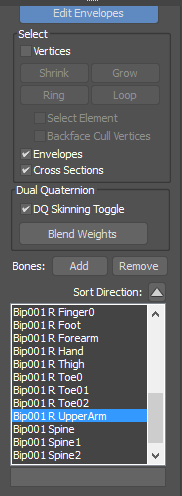 Edit Envelopes
Select
Vertices
Shrink Grow
Ring Loop
Select Element
Backface Cull Vertices
Envelopes
Cross Sections
Dual Quaternion
DQ Skinning Toggle
Blend Weights
Bones: Add Remove
Sort Direction:
Bip001 R Finger0
Bip001 R Foot
Bip001 R Forearm
Bip001 R Hand
Bip001 R Thigh
Bip001 R Toe0
Bip001 R Toe01
Bip001 R Toe02
Bip001 R UpperArm
Bip001 Spine
Bip001 Spine1
Bip001 Spine2